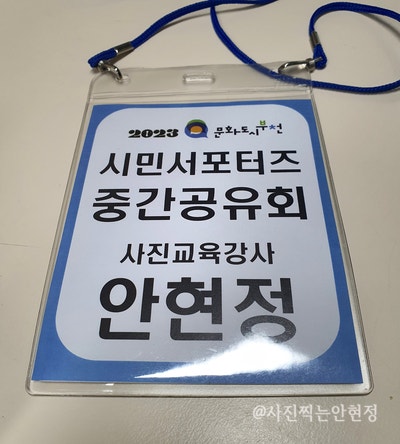 2023 문화도시부천
시민서포터즈
중간공유회
사진교육강사
안현정
@사진찍는안현정